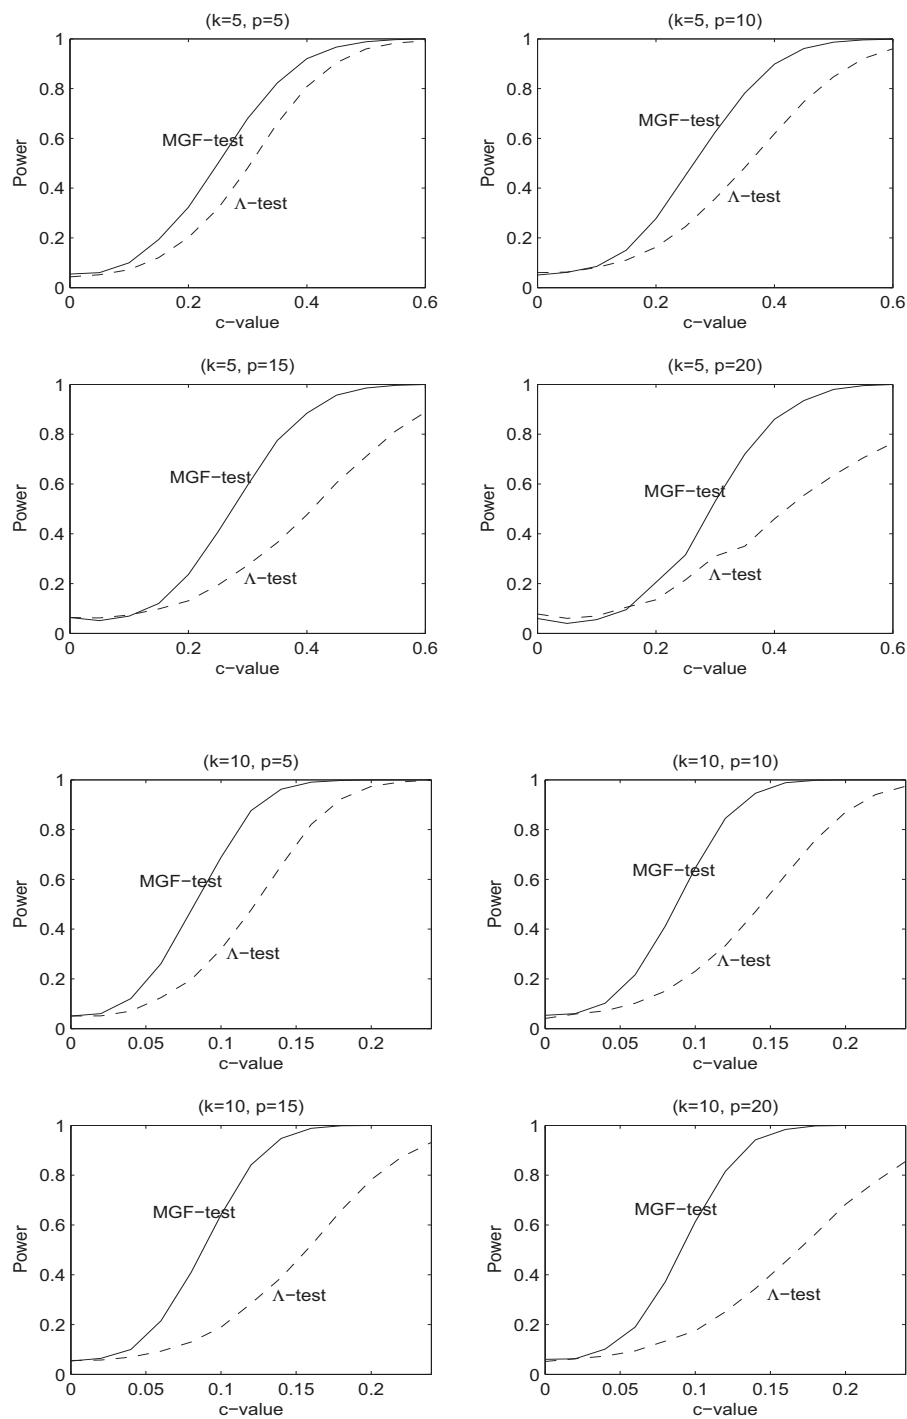 (k=5, p=5)
1
0.8
0.6
0.4
0.2
0
Power
MGF−test
Λ−test
0
0.2
0.4
0.6
c−value
(k=5, p=10)
1
0.8
0.6
0.4
0.2
0
Power
MGF−test
Λ−test
0
0.2
0.4
0.6
c−value
(k=5, p=15)
1
0.8
0.6
0.4
0.2
0
Power
MGF−test
Λ−test
0
0.2
0.4
0.6
c−value
(k=5, p=20)
1
0.8
0.6
0.4
0.2
0
Power
MGF−test
Λ−test
0
0.2
0.4
0.6
c−value
(k=10, p=5)
1
0.8
0.6
0.4
0.2
0
Power
MGF−test
Λ−test
0
0.05
0.1
0.15
0.2
c−value
(k=10, p=10)
1
0.8
0.6
0.4
0.2
0
Power
MGF−test
Λ−test
0
0.05
0.1
0.15
0.2
c−value
(k=10, p=15)
1
0.8
0.6
0.4
0.2
0
Power
MGF−test
Λ−test
0
0.05
0.1
0.15
0.2
c−value
(k=10, p=20)
1
0.8
0.6
0.4
0.2
0
Power
MGF−test
Λ−test
0
0.05
0.1
0.15
0.2
c−value